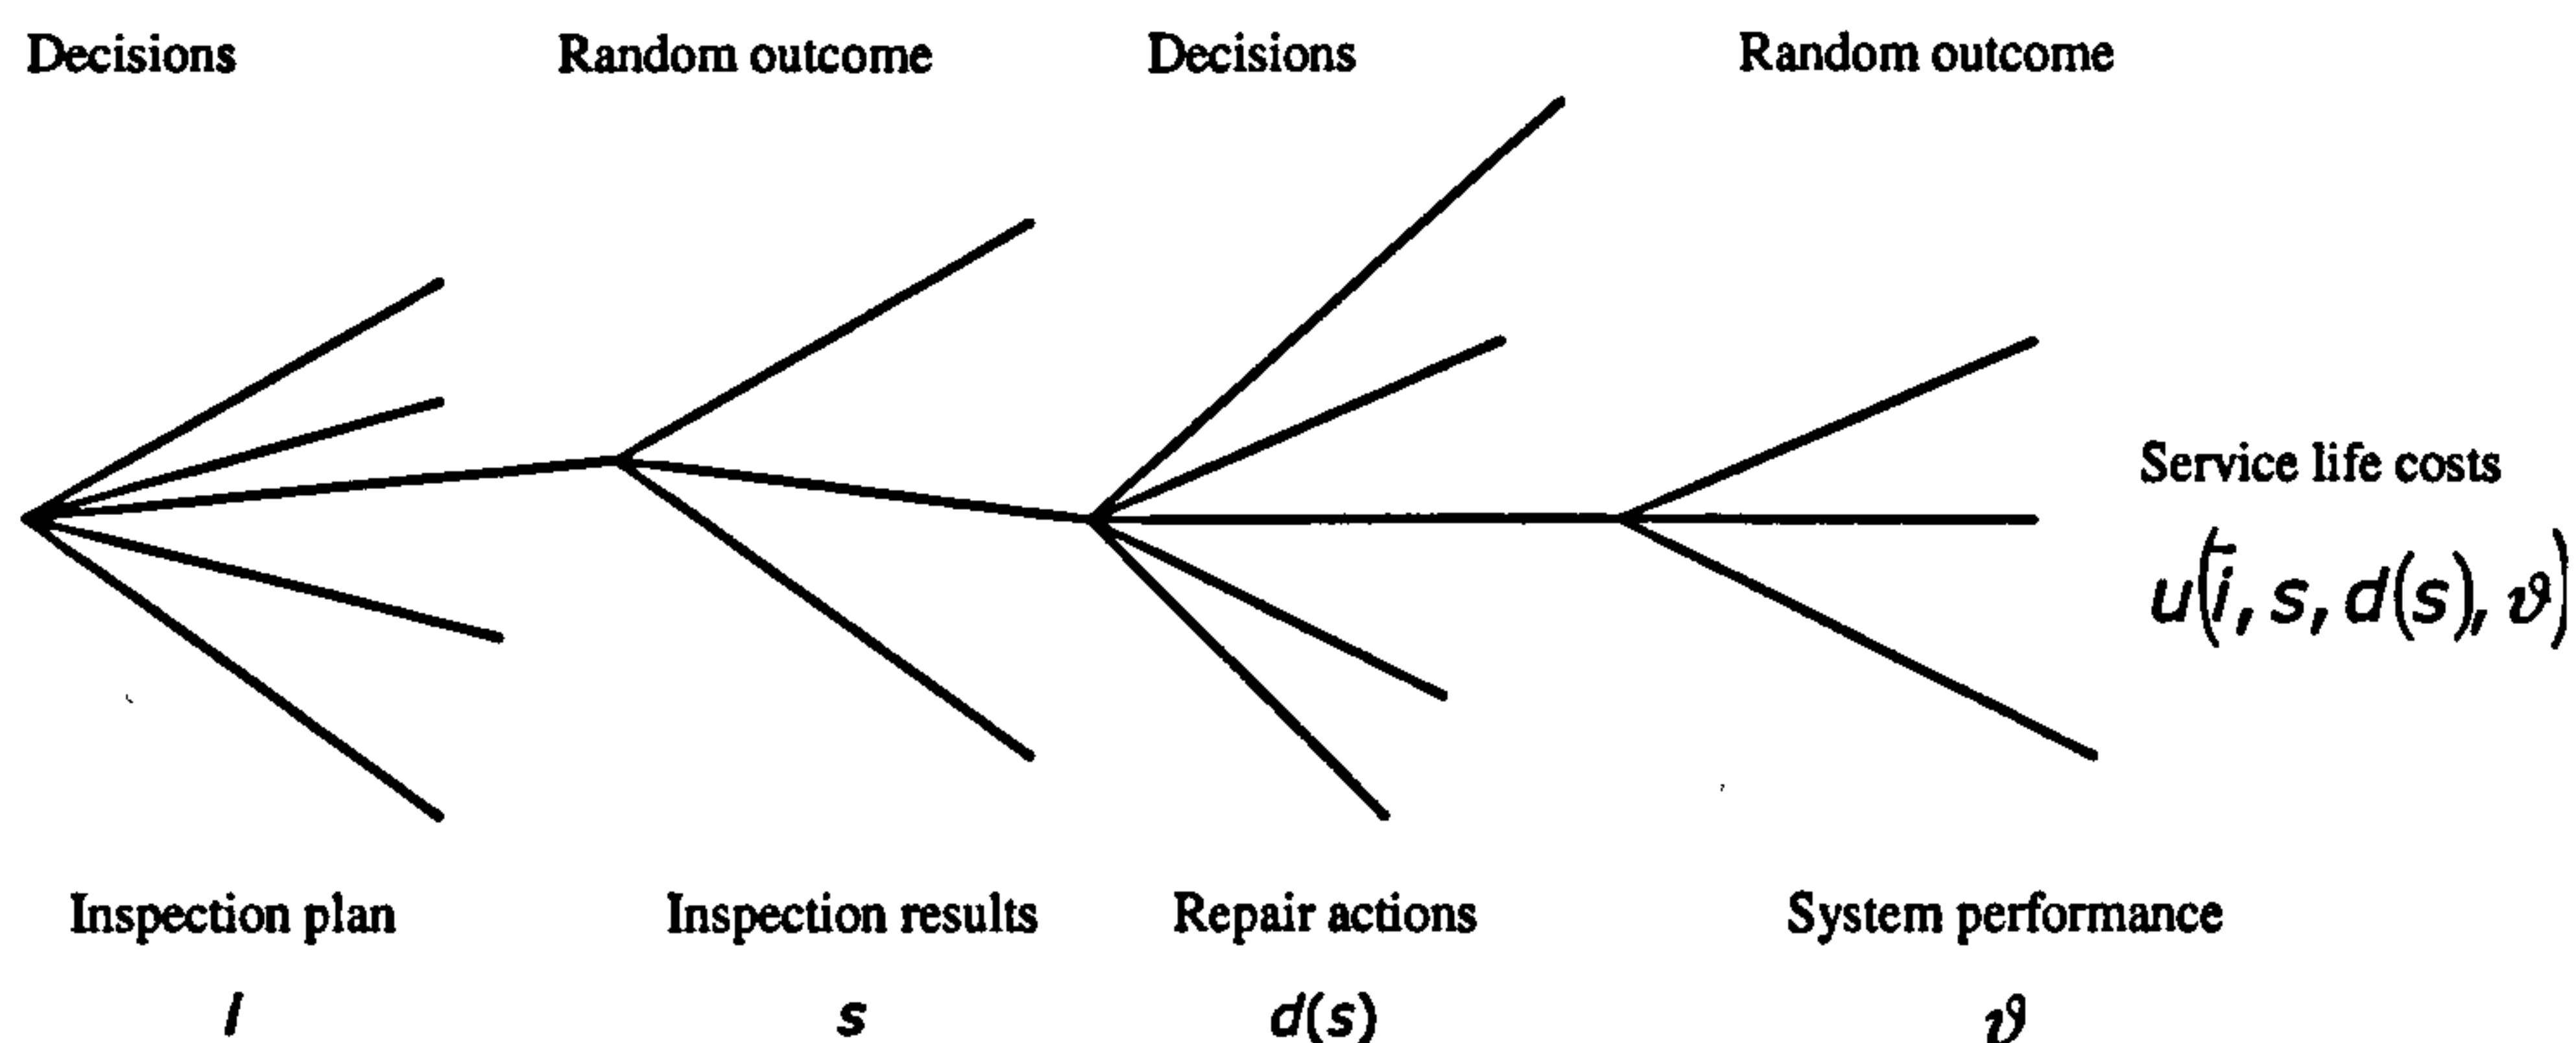 Decisions Random outcome Decisions Random outcome
Service life costs
u(ī, s, d(s), ϑ)
Inspection plan Inspection results Repair actions System performance
I s d(s) ϑ